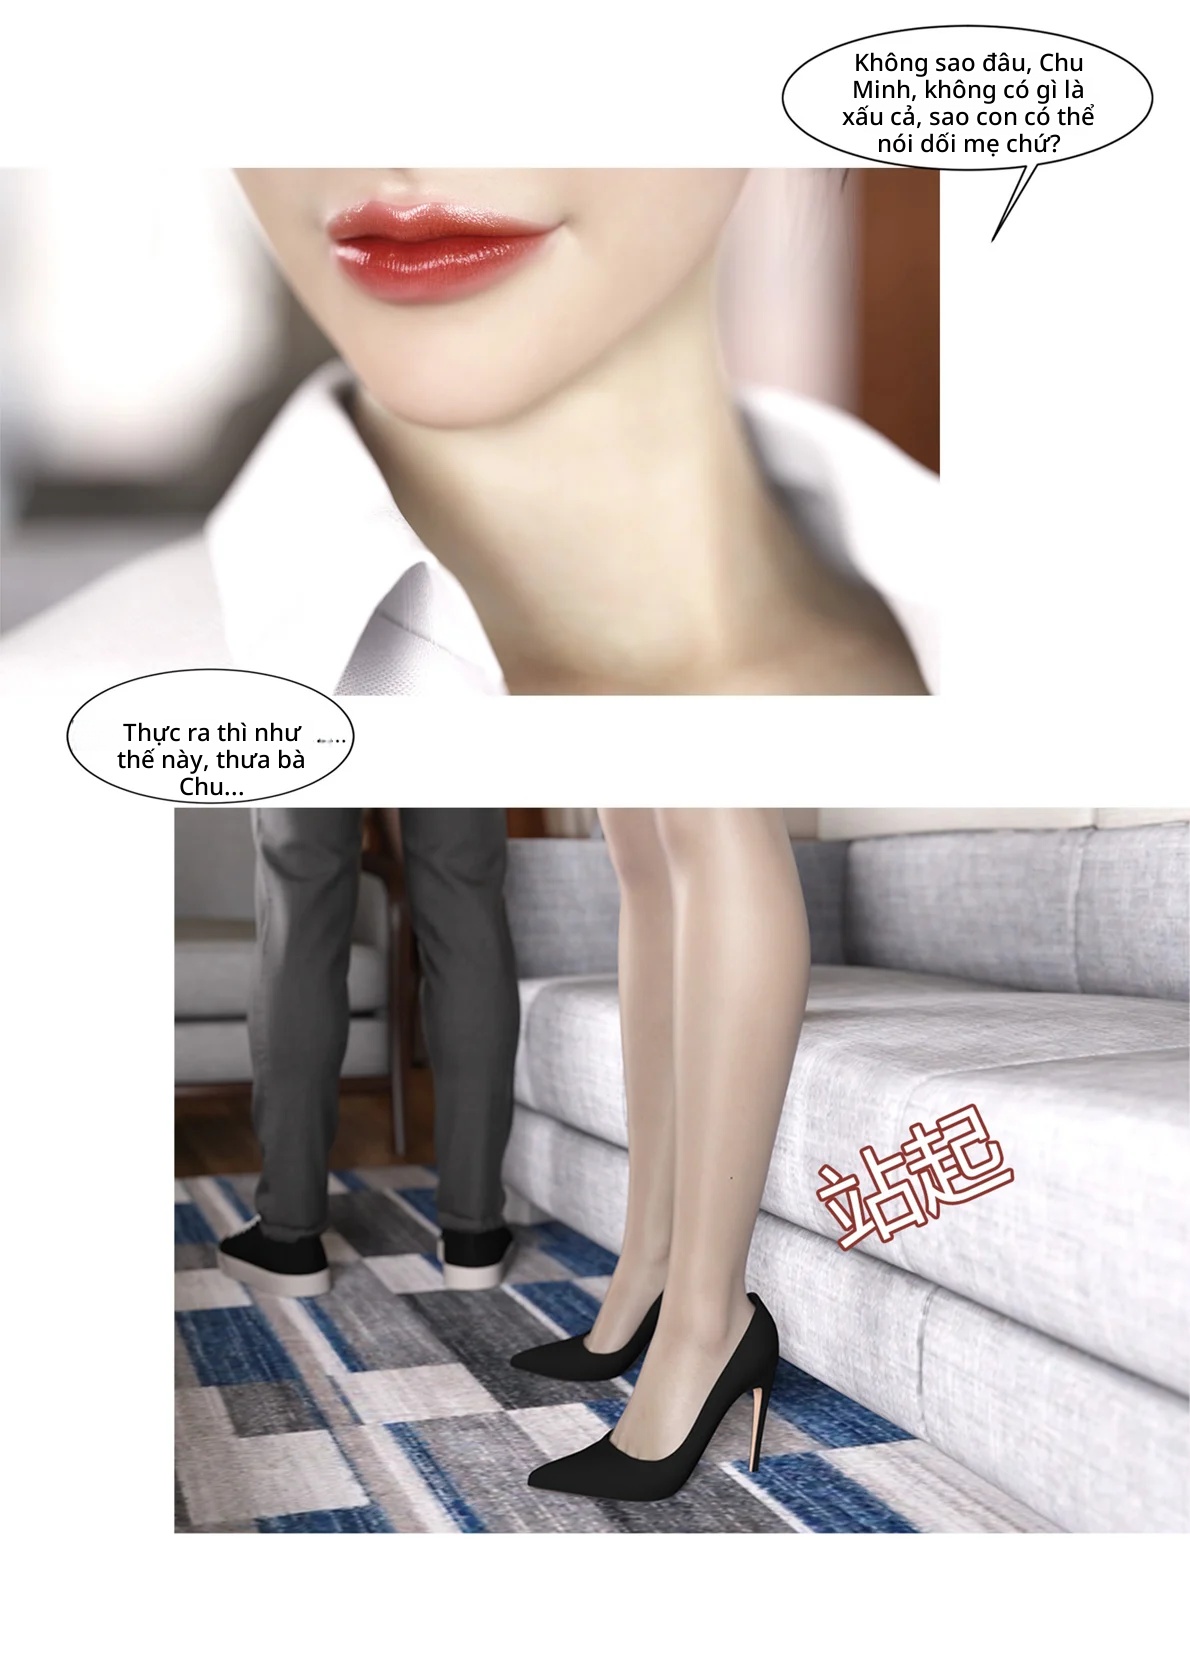 Không sao đâu, Chu
Minh, không có gì là
xấu cả, sao con có thể
nói dối mẹ chứ?
Thực ra thì như
thế này, thưa bà
Chu...
站起